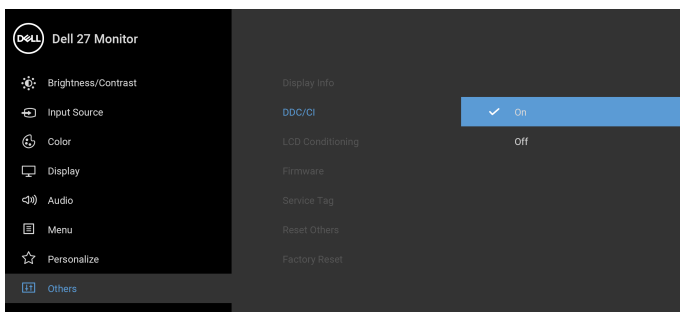 DELL Dell 27 Monitor
Brightness/Contrast
Input Source
Color
Display
Audio
Menu
Personalize
Others
Display Info
DDC/CI
LCD Conditioning
Firmware
Service Tag
Reset Others
Factory Reset
On
Off